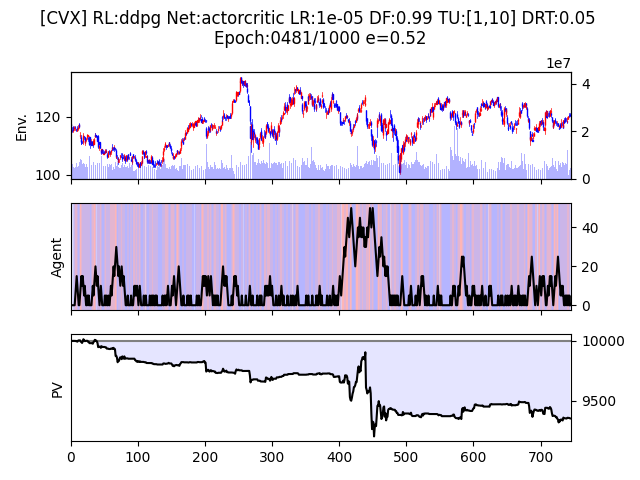 [CVX] RL:ddpg Net:actorcritic LR:1e-05 DF:0.99 TU:[1,10] DRT:0.05
Epoch:0481/1000 e=0.52
1e7
Env.
120
100
4
2
0
Agent
40
20
0
PV
10000
9500
0 100 200 300 400 500 600 700